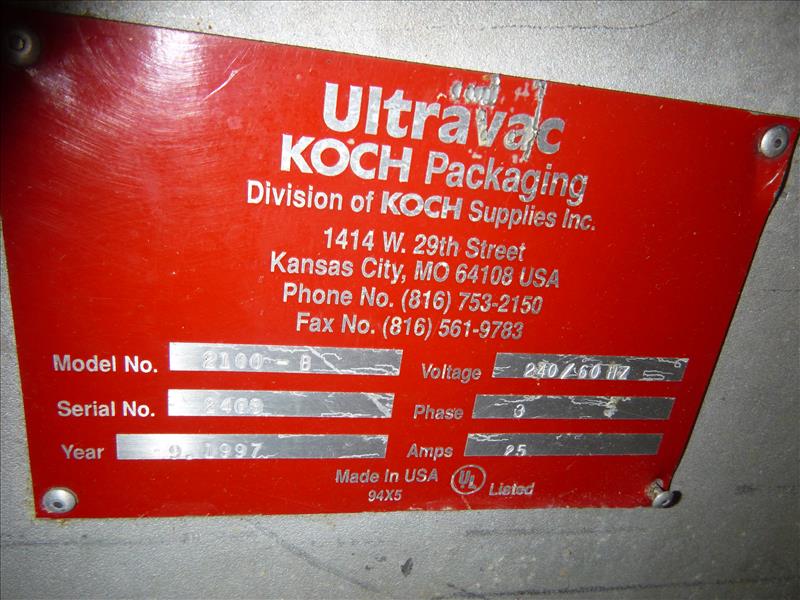 Ultravac
KOCH Packaging
Division of KOCH Supplies Inc.
1414 W. 29th Street
Kansas City, MO 64108 USA
Phone No. (816) 753-2150
Fax No. (816) 561-9783
Model No. 2100-B Voltage 240/60 HZ
Serial No. Phase 3
Year 9.1997 Amps 25
Made In USA UL Listed
94X5